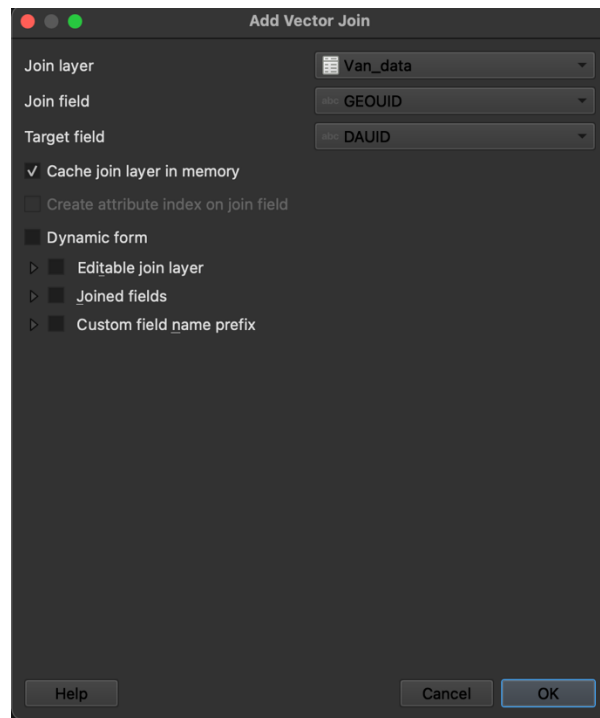 Add Vector Join
Join layer Van_data
Join field abc GEOUID
Target field abc DAUID
Cache join layer in memory
Create attribute index on join field
Dynamic form
Editable join layer
Joined fields
Custom field name prefix
Help Cancel OK